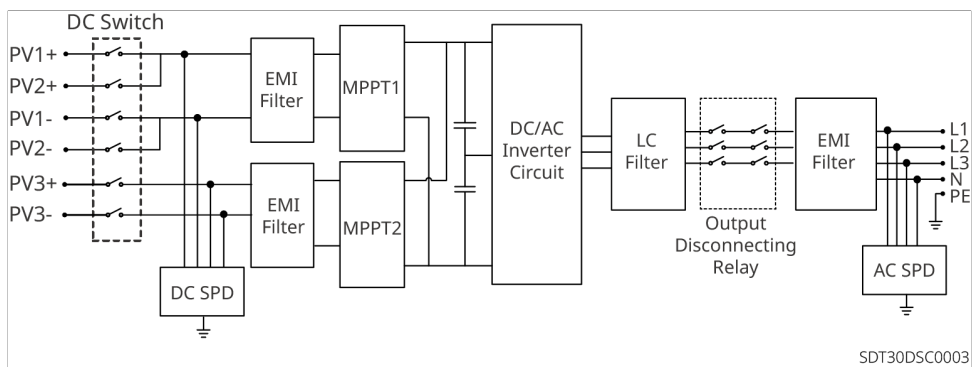 DC Switch
PV1+
PV2+
PV1-
PV2-
PV3+
PV3-
EMI
Filter
MPPT1
EMI
Filter
MPPT2
DC SPD
DC/AC
Inverter
Circuit
LC
Filter
Output
Disconnecting
Relay
EMI
Filter
L1
L2
L3
N
PE
AC SPD
SDT30DSC0003